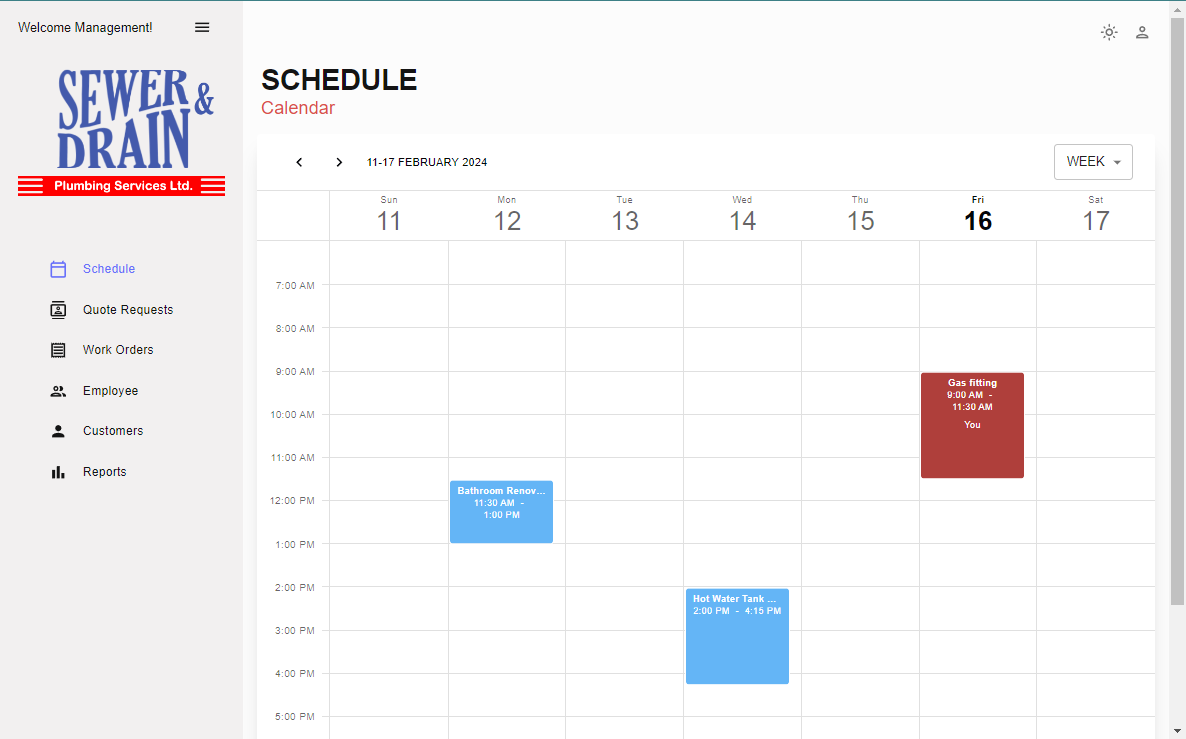 Welcome Management!
SEWER &
DRAIN
Plumbing Services Ltd.
Schedule
Quote Requests
Work Orders
Employee
Customers
Reports
SCHEDULE
Calendar
11-17 FEBRUARY 2024
WEEK
Sun Mon Tue Wed Thu Fri Sat
11 12 13 14 15 16 17
7:00 AM
8:00 AM
9:00 AM
Gas fitting
9:00 AM -
11:30 AM
You
10:00 AM
11:00 AM
Bathroom Renov...
11:30 AM -
1:00 PM
12:00 PM
1:00 PM
2:00 PM
Hot Water Tank ...
2:00 PM - 4:15 PM
3:00 PM
4:00 PM
5:00 PM